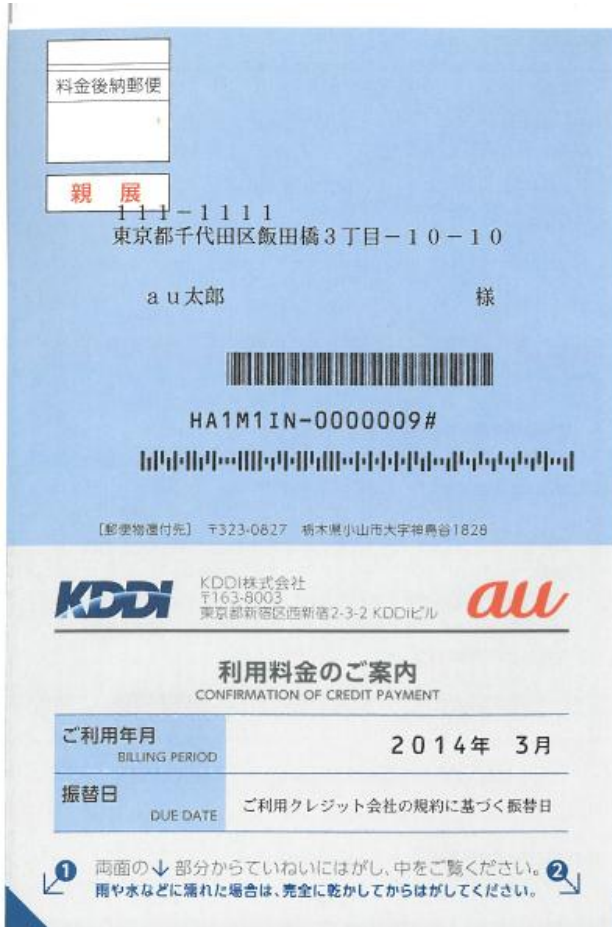 料金後納郵便
親 展
111-1111
東京都千代田区飯田橋3丁目-10-10
au太郎 様
HA1M1IN-0000009#
[郵便物還付先] 〒323-0827 栃木県小山市大字神鳥谷1828
KDDI
KDDI株式会社
〒163-8003
東京都新宿区西新宿2-3-2 KDDIビル
au
利用料金のご案内
CONFIRMATION OF CREDIT PAYMENT
ご利用年月
BILLING PERIOD
2014年 3月
振替日
DUE DATE
ご利用クレジット会社の規約に基づく振替日
1 両面の↓部分からていねいにはがし、中をご覧ください。 2
雨や水などに濡れた場合は、完全に乾かしてからはがしてください。